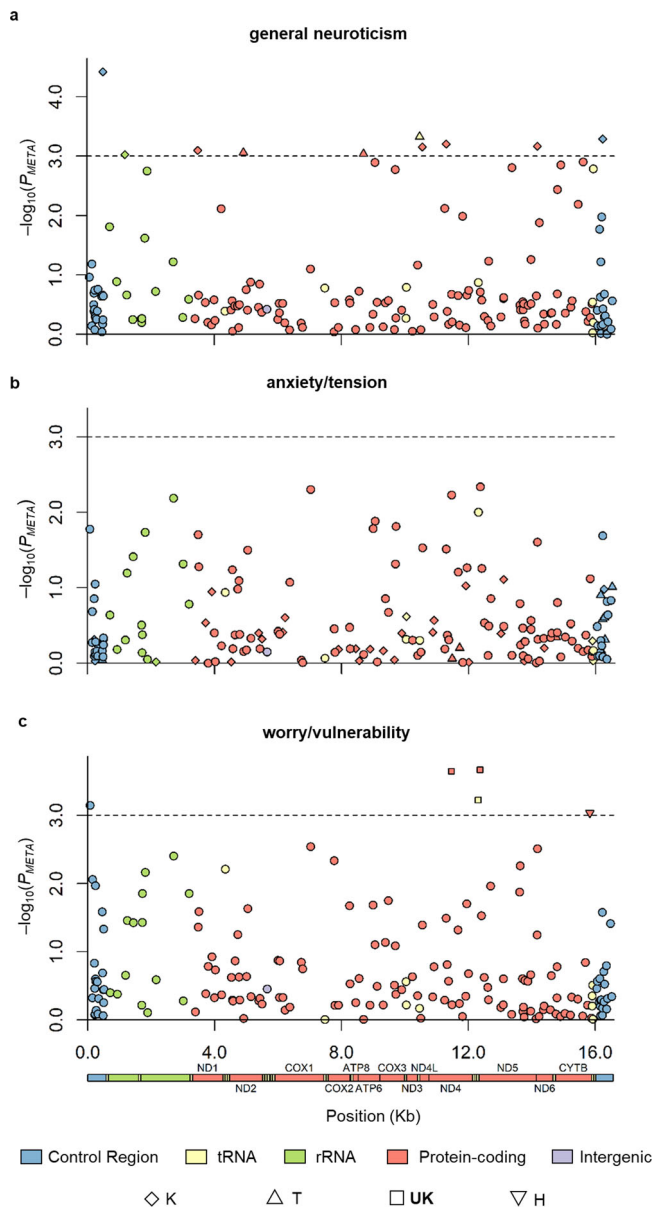 a
general neuroticism
4.0
3.0
2.0
1.0
0.0
–log10(PMETA)
b
anxiety/tension
3.0
2.0
1.0
0.0
–log10(PMETA)
c
worry/vulnerability
3.0
2.0
1.0
0.0
–log10(PMETA)
0.0 4.0 8.0 12.0 16.0
ND1 COX1 ATP8 COX3 ND4L ND5 CYTB
ND2 COX2 ATP6 ND3 ND4 ND6
Position (Kb)
Control Region tRNA rRNA Protein-coding Intergenic
K T UK H